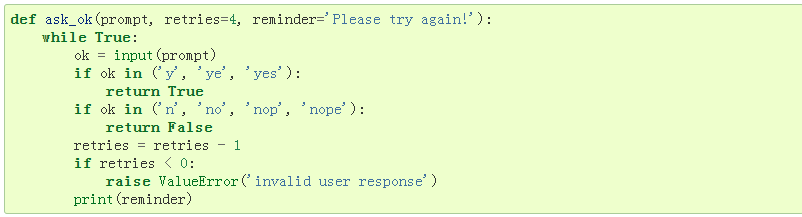 def ask_ok(prompt, retries=4, reminder='Please try again!'):
    while True:
        ok = input(prompt)
        if ok in ('y', 'ye', 'yes'):
            return True
        if ok in ('n', 'no', 'nop', 'nope'):
            return False
        retries = retries - 1
        if retries < 0:
            raise ValueError('invalid user response')
        print(reminder)